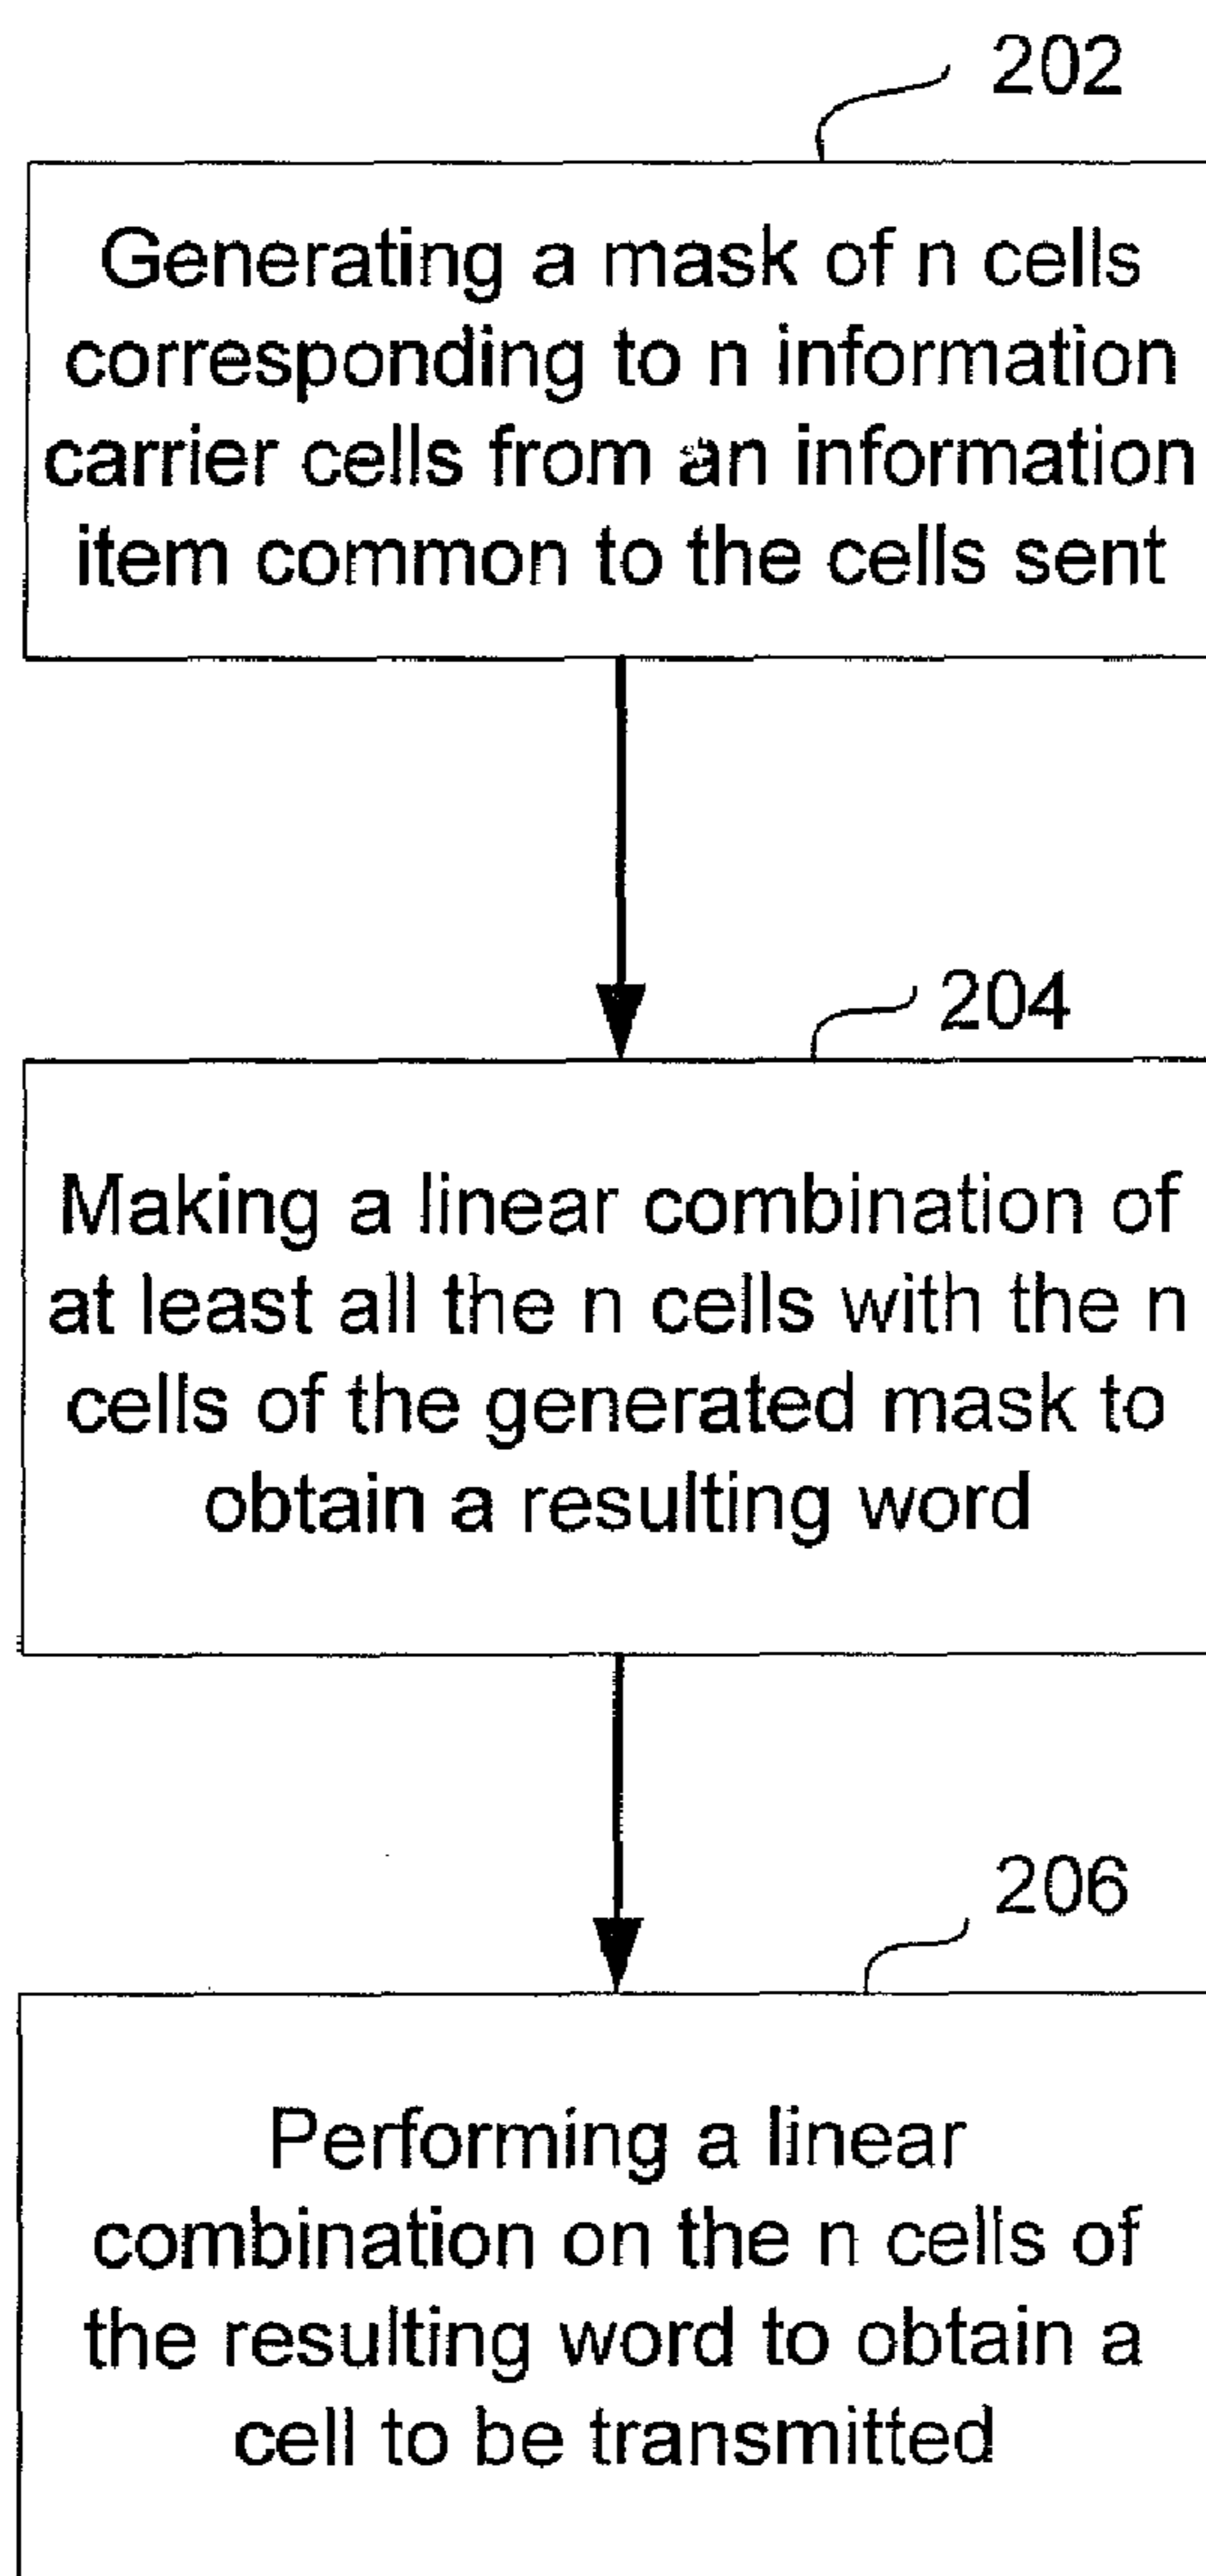 202
Generating a mask of n cells
corresponding to n information
carrier cells from an information
item common to the cells sent
204
Making a linear combination of
at least all the n cells with the n
cells of the generated mask to
obtain a resulting word
206
Performing a linear
combination on the n cells of
the resulting word to obtain a
cell to be transmitted